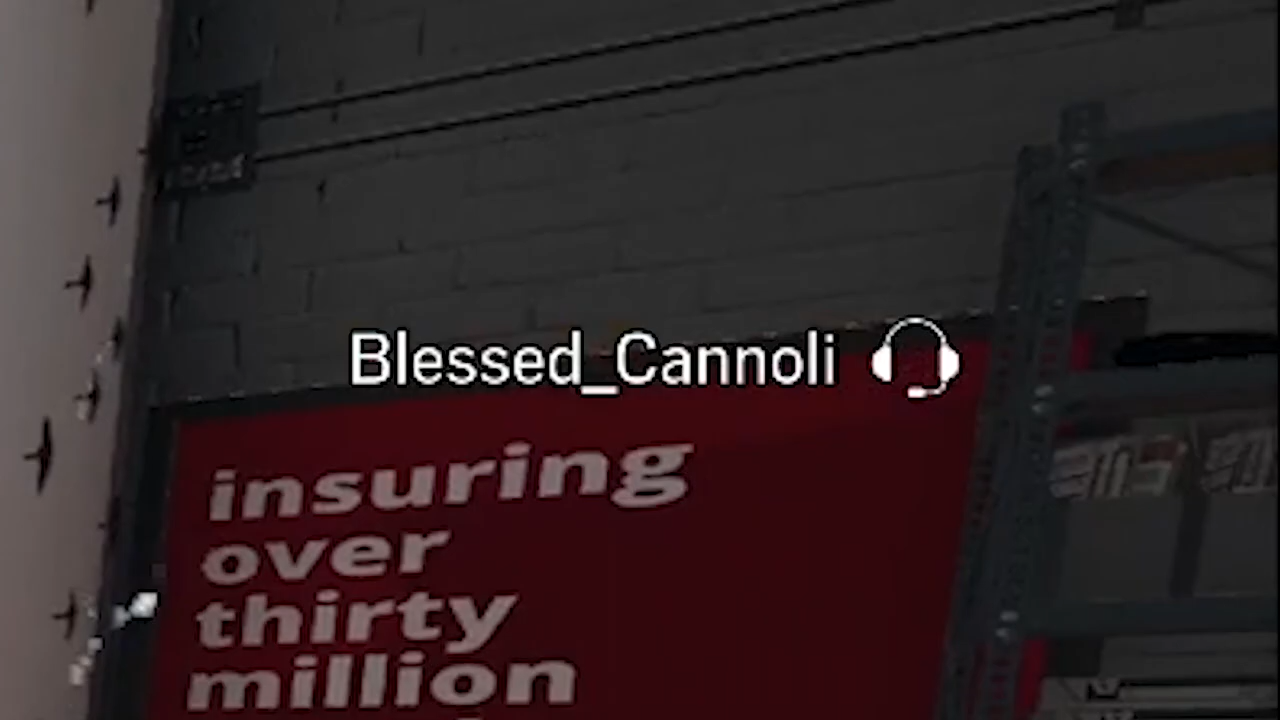 Blessed_Cannoli
insuring
over
thirty
million